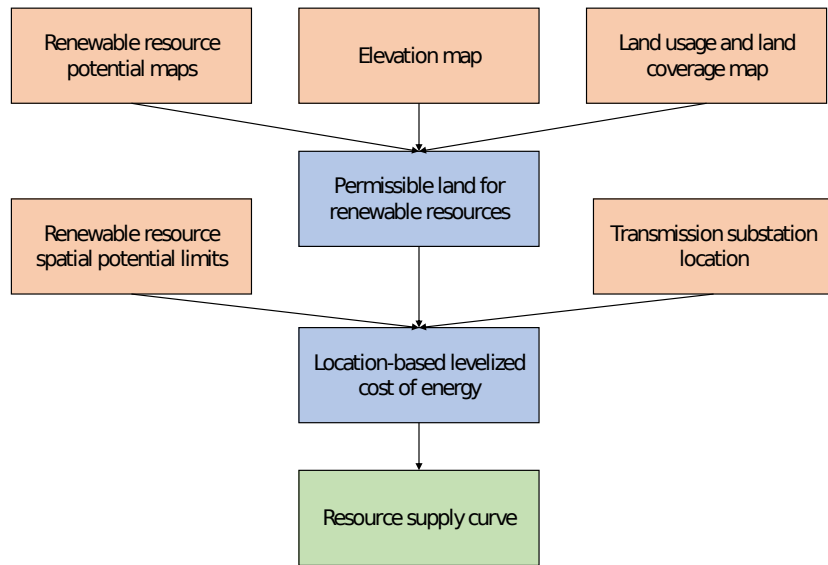 Renewable resource
potential maps
Elevation map
Land usage and land
coverage map
Permissible land for
renewable resources
Renewable resource
spatial potential limits
Transmission substation
location
Location-based levelized
cost of energy
Resource supply curve